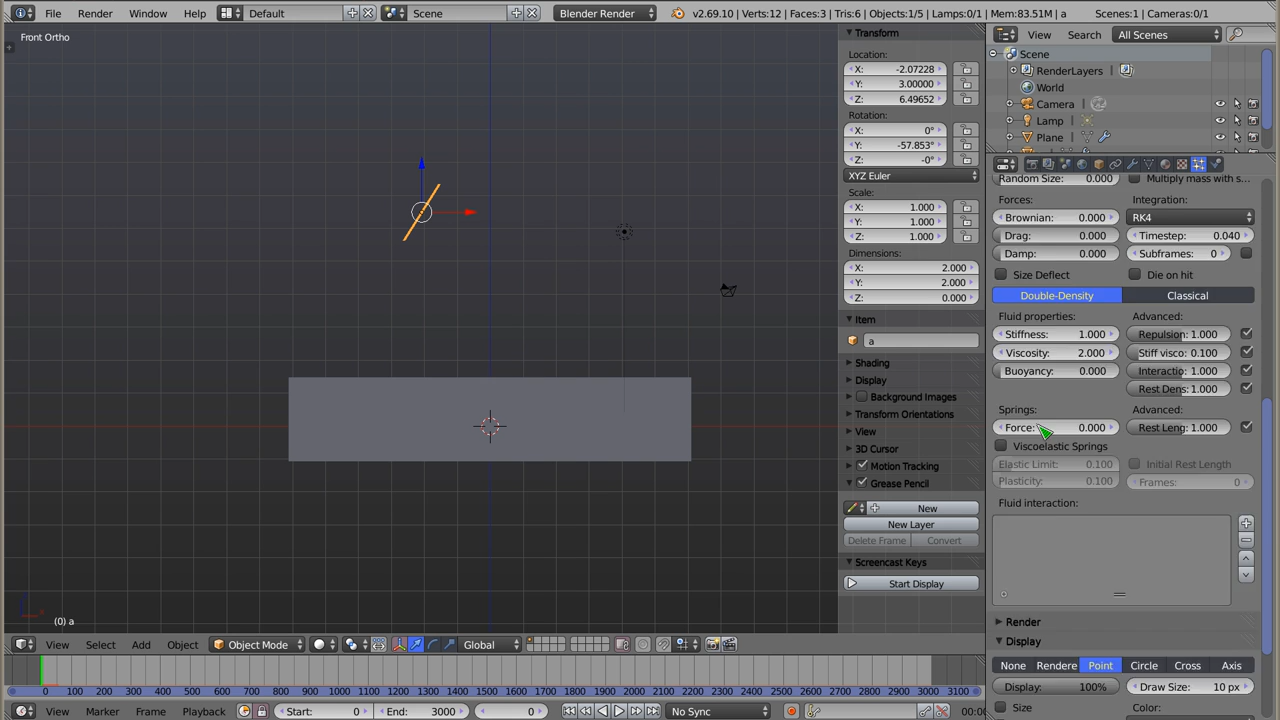 File Render Window Help Default Scene Blender Render v2.69.10 | Verts:12 | Faces:3 | Tris:6 | Objects:1/5 | Lamps:0/1 | Mem:83.51M | a Scenes:1 | Cameras:0/1
Front Ortho
(0) a
View Select Add Object Object Mode Global
Transform
Location:
X: -2.07228
Y: 3.00000
Z: 6.49652
Rotation:
X: 0°
Y: -57.853°
Z: -0°
XYZ Euler
Scale:
X: 1.000
Y: 1.000
Z: 1.000
Dimensions:
X: 2.000
Y: 2.000
Z: 0.000
Item
a
Shading
Display
Background Images
Transform Orientations
View
3D Cursor
Motion Tracking
Grease Pencil
New
New Layer
Delete Frame Convert
Screencast Keys
Start Display
View Search All Scenes
Scene
RenderLayers
World
Camera
Lamp
Plane
Random Size: 0.000 Multiply mass with s...
Forces: Integration:
Brownian: 0.000 RK4
Drag: 0.000 Timestep: 0.040
Damp: 0.000 Subframes: 0
Size Deflect Die on hit
Double-Density Classical
Fluid properties: Advanced:
Stiffness: 1.000 Repulsion: 1.000
Viscosity: 2.000 Stiff visco: 0.100
Buoyancy: 0.000 Interactio: 1.000
Rest Dens: 1.000
Springs: Advanced:
Force: 0.000 Rest Leng: 1.000
Viscoelastic Springs
Elastic Limit: 0.100 Initial Rest Length
Plasticity: 0.100 Frames: 0
Fluid interaction:
Render
Display
None Rendere Point Circle Cross Axis
Display: 100% Draw Size: 10 px
Size Color:
0 100 200 300 400 500 600 700 800 900 1000 1100 1200 1300 1400 1500 1600 1700 1800 1900 2000 2100 2200 2300 2400 2500 2600 2700 2800 2900 3000 3100
View Marker Frame Playback Start: 0 End: 3000 0 No Sync 00:0